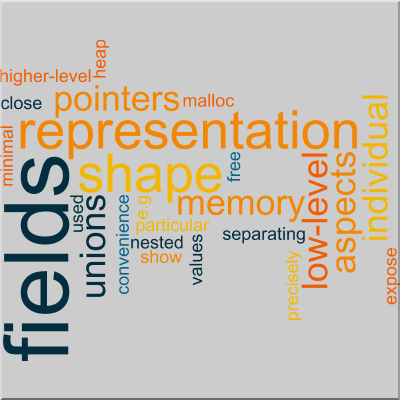 higher-level
heap
close
pointers
malloc
minimal
representation
fields
shape
free
individual
used
unions
convenience
e.g
memory
particular
nested
show
values
separating
low-level
aspects
precisely
expose